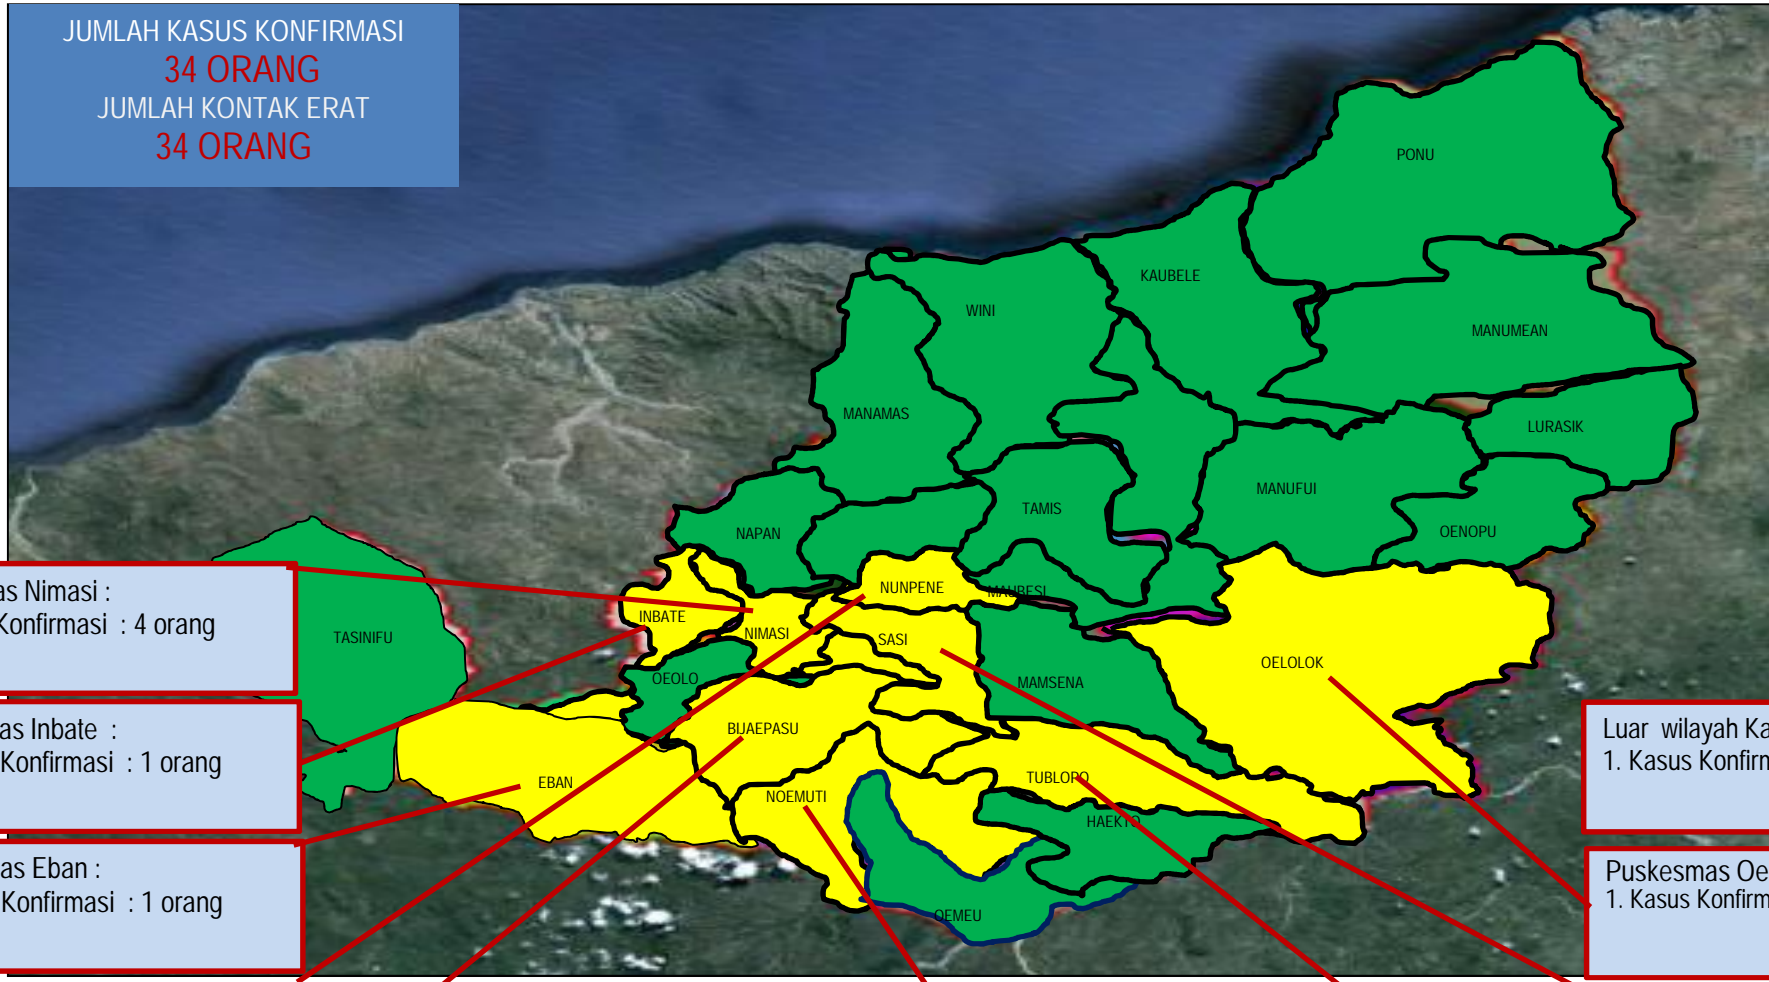 JUMLAH KASUS KONFIRMASI
34 ORANG
JUMLAH KONTAK ERAT
34 ORANG
PONU
KAUBELE
WINI
MANUMEAN
MANAMAS
LURASIK
MANUFUI
TAMIS
OENOPU
NAPAN
NUNPENE
MAUBESI
INBATE
NIMASI
SASI
TASINIFU
OELOLOK
OEOLO
MAMSENA
BIJAEPASU
EBAN
NOEMUTI
TUBLOPO
HAEKTO
OEMEU
as Nimasi :
Konfirmasi : 4 orang
as Inbate :
Konfirmasi : 1 orang
as Eban :
Konfirmasi : 1 orang
Luar wilayah Ka
1. Kasus Konfirm
Puskesmas Oe
1. Kasus Konfirm